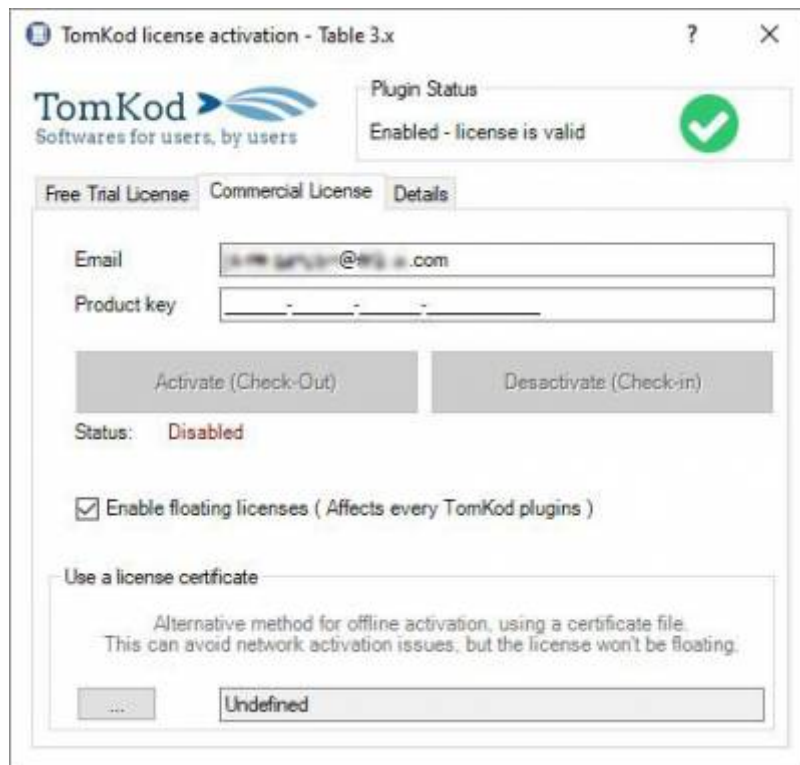 TomKod license activation - Table 3.x
?
TomKod
Softwares for users, by users
Plugin Status
Enabled - license is valid
Free Trial License
Commercial License
Details
Email
@ .com
Product key
Activate (Check-Out)
Desactivate (Check-in)
Status: Disabled
Enable floating licenses ( Affects every TomKod plugins )
Use a license certificate
Alternative method for offline activation, using a certificate file.
This can avoid network activation issues, but the license won't be floating.
...
Undefined